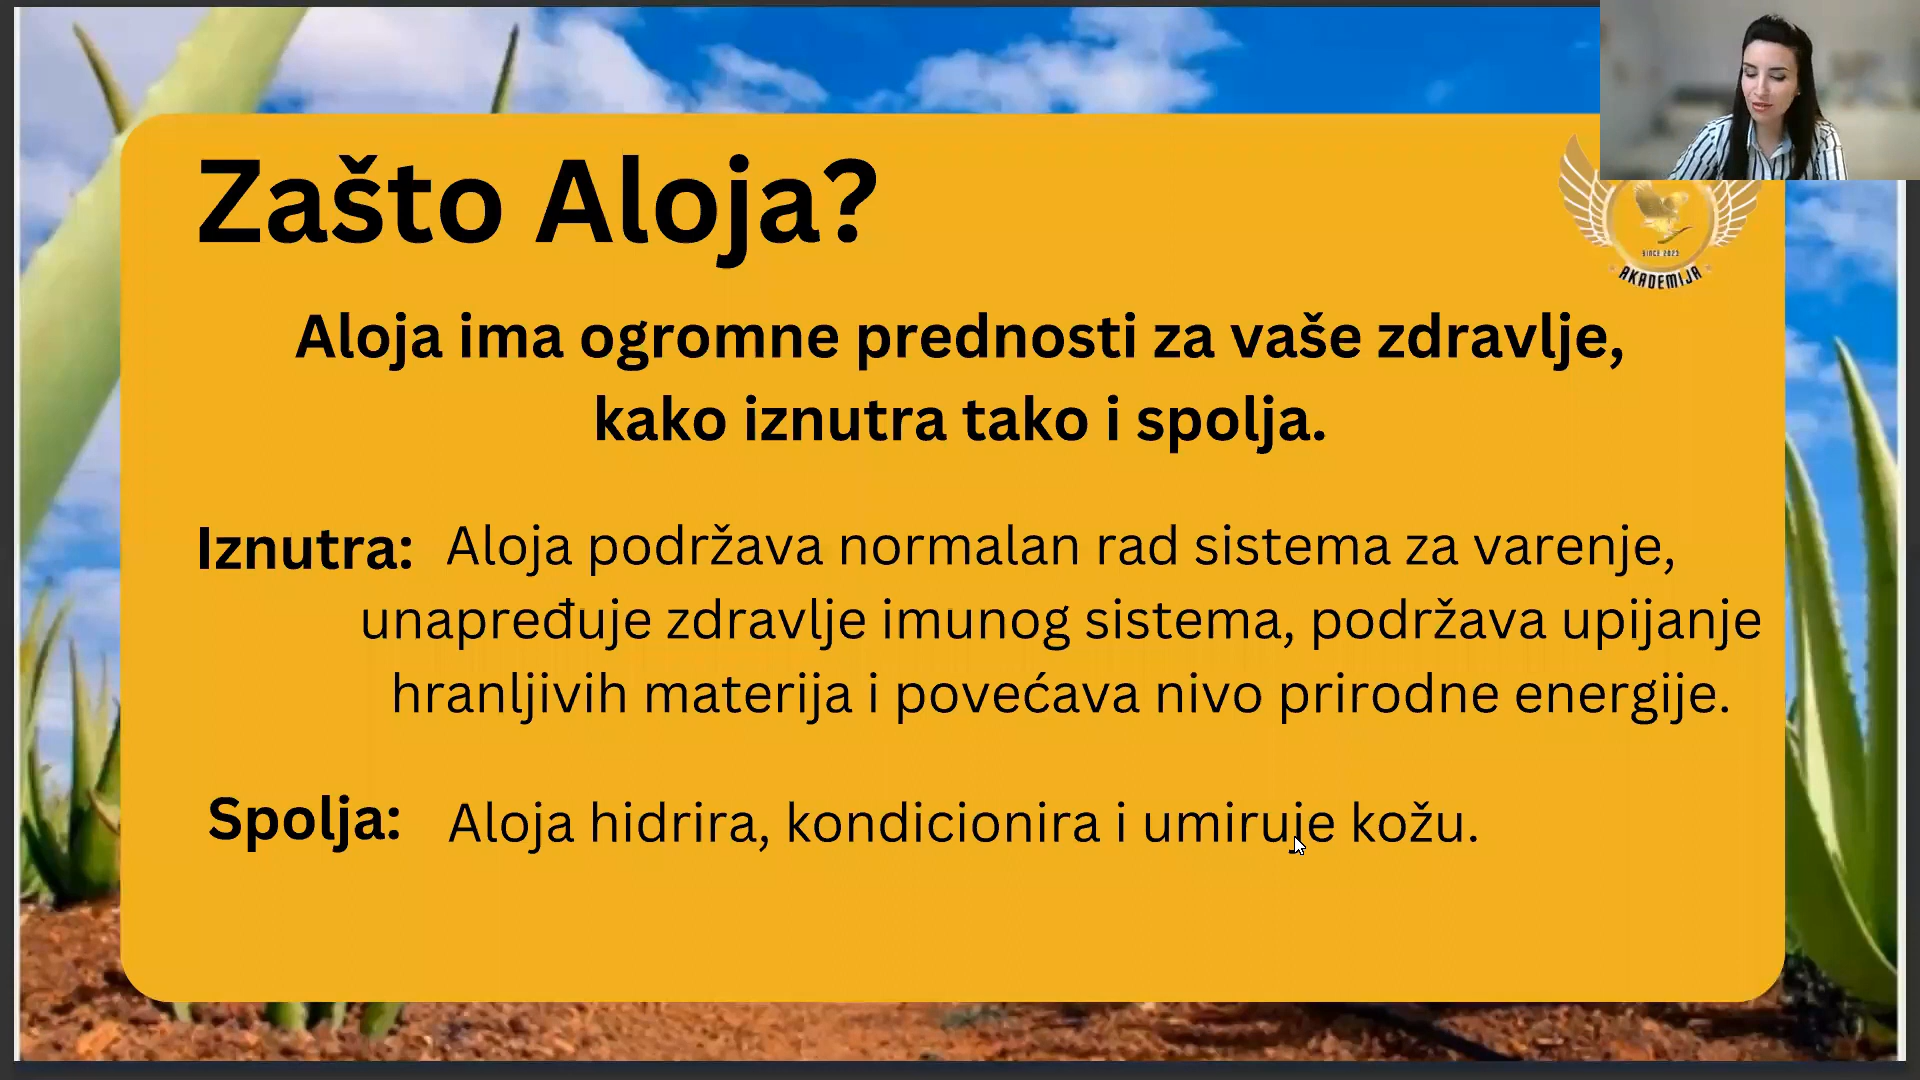 Zašto Aloja?
SINCE 2023
AKADEMIJA
Aloja ima ogromne prednosti za vaše zdravlje,
kako iznutra tako i spolja.
Iznutra: Aloja podržava normalan rad sistema za varenje,
unapređuje zdravlje imunog sistema, podržava upijanje
hranljivih materija i povećava nivo prirodne energije.
Spolja: Aloja hidrira, kondicionira i umiruje kožu.